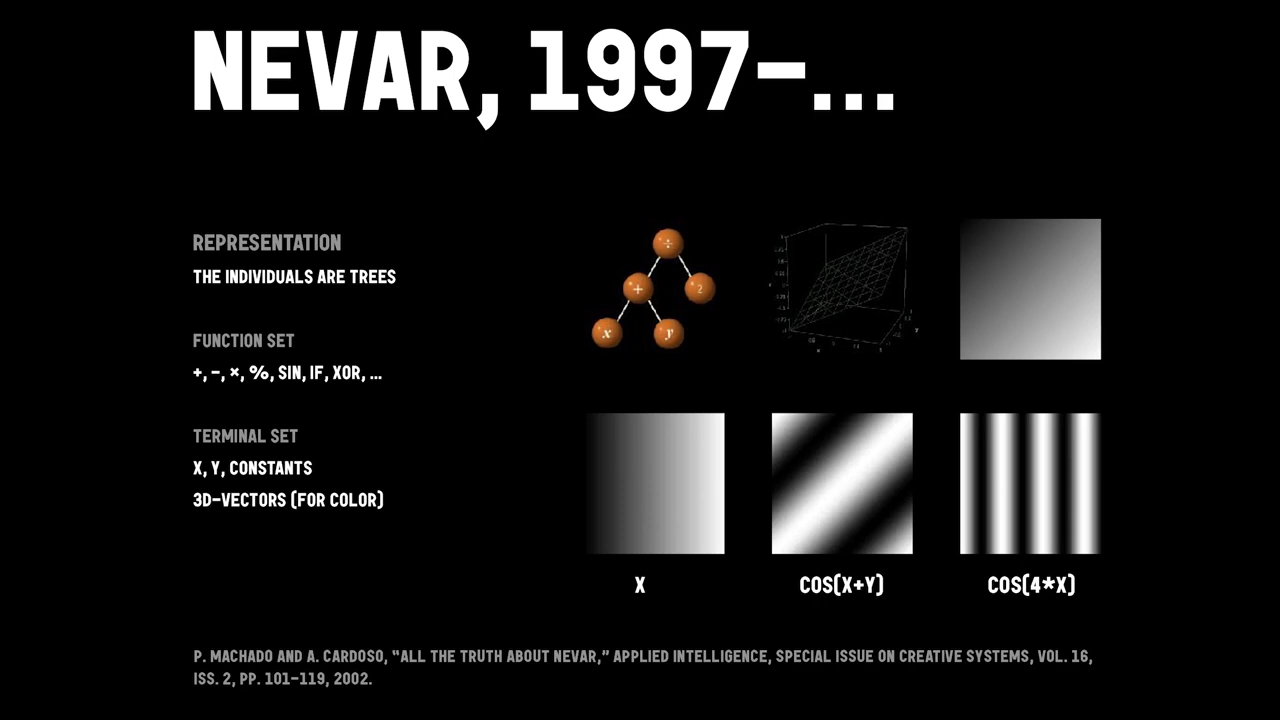 NEVAR, 1997–...
REPRESENTATION
THE INDIVIDUALS ARE TREES
FUNCTION SET
+, –, ×, %, SIN, IF, XOR, ...
TERMINAL SET
X, Y, CONSTANTS
3D–VECTORS (FOR COLOR)
÷
+ 2
x y
X COS(X+Y) COS(4*X)
P. MACHADO AND A. CARDOSO, “ALL THE TRUTH ABOUT NEVAR,” APPLIED INTELLIGENCE, SPECIAL ISSUE ON CREATIVE SYSTEMS, VOL. 16,
ISS. 2, PP. 101–119, 2002.